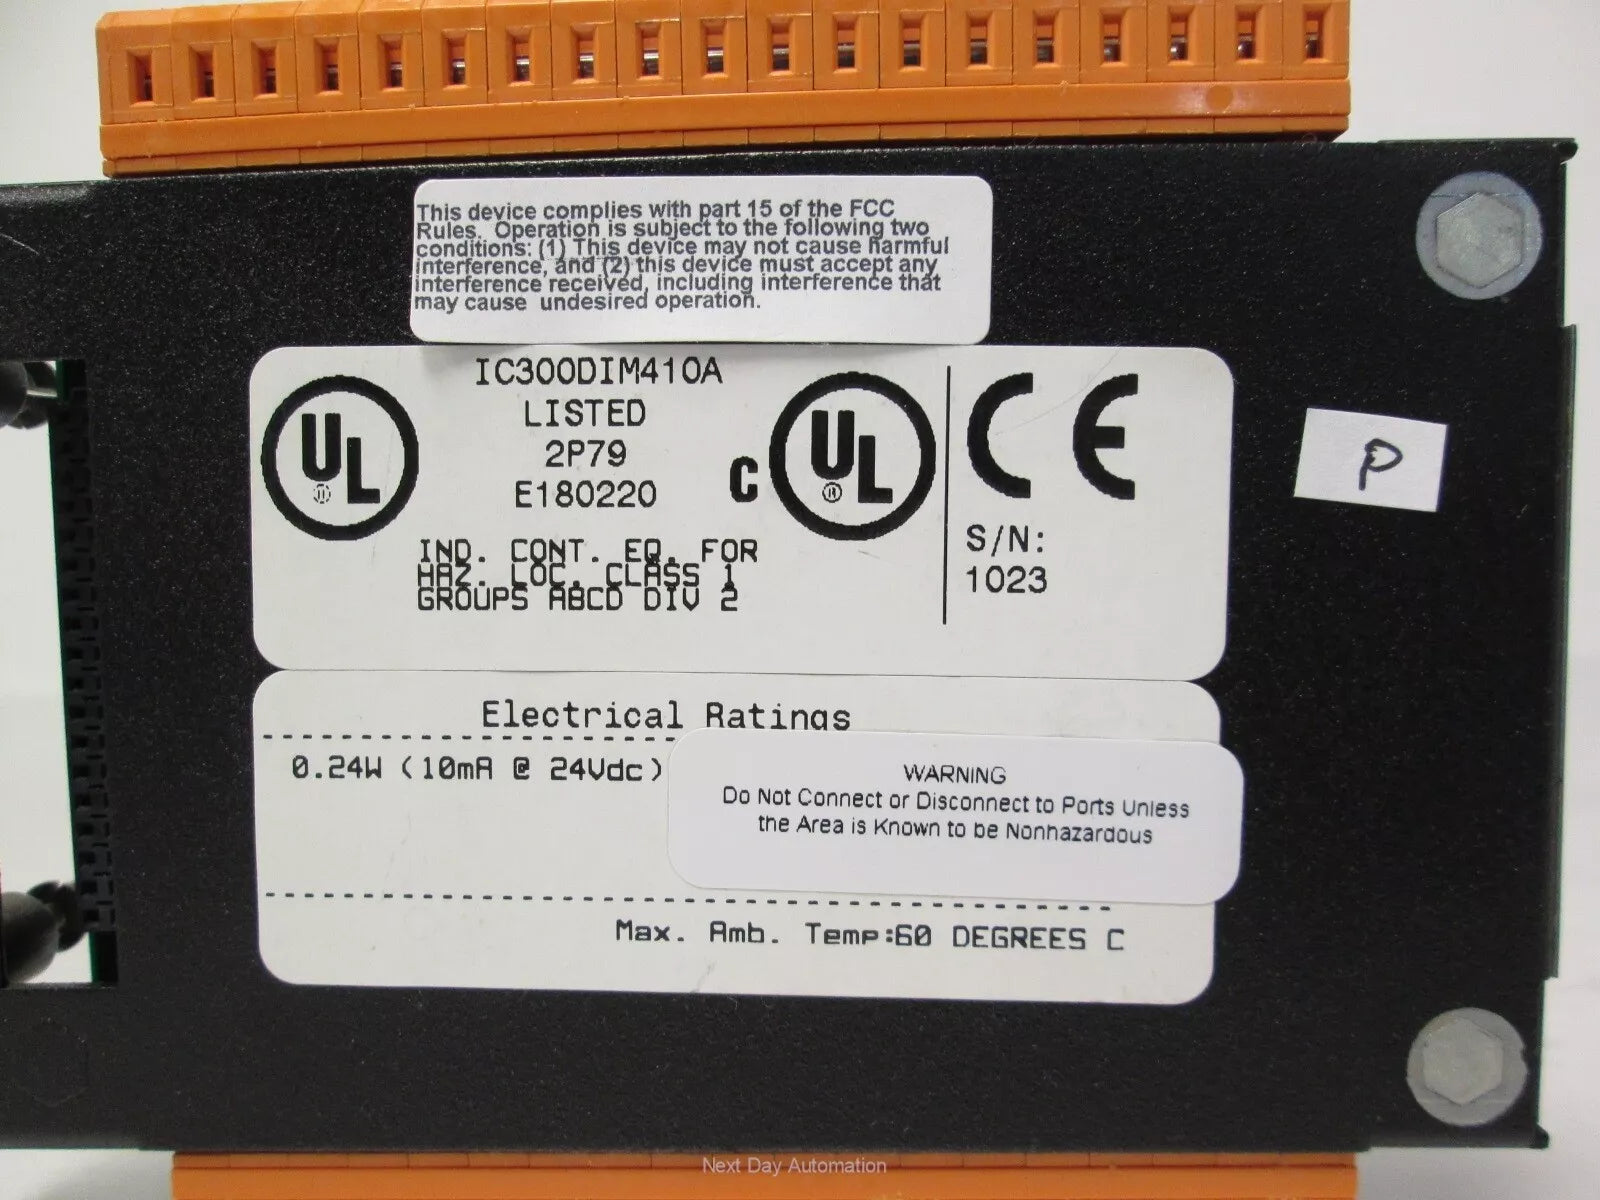 This device complies with part 15 of the FCC
Rules. Operation is subject to the following two
conditions: (1) This device may not cause harmful
interference, and (2) this device must accept any
interference received, including interference that
may cause undesired operation.
IC300DIM410A
LISTED
2P79
E180220
UL
®
C UL
®
CE
IND. CONT. EQ. FOR
HAZ. LOC. CLASS 1
GROUPS ABCD DIV 2
S/N:
1023
P
Electrical Ratings
0.24W (10mA @ 24Vdc)
WARNING
Do Not Connect or Disconnect to Ports Unless
the Area is Known to be Nonhazardous
Max. Amb. Temp:60 DEGREES C
Next Day Automation